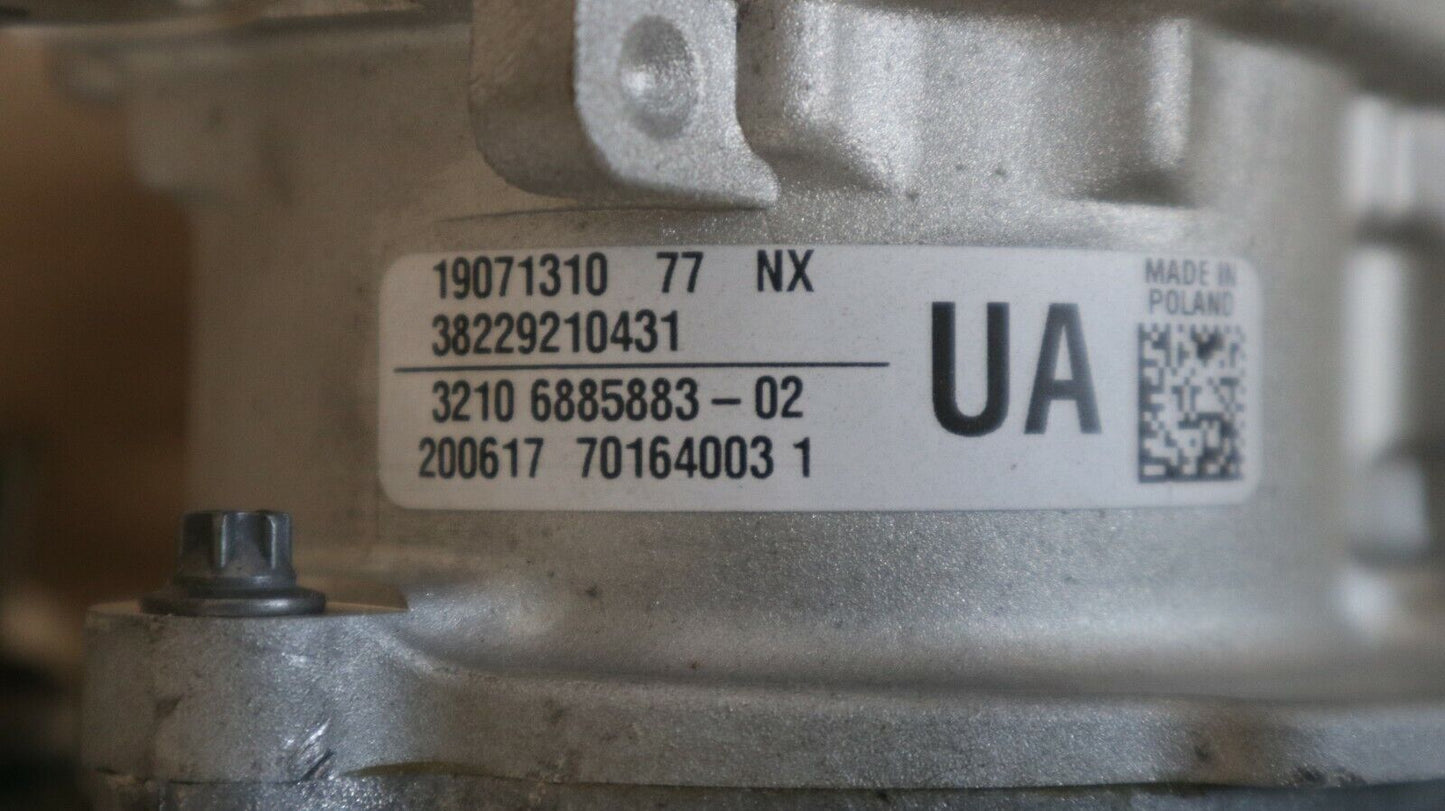 19071310 77 NX
38229210431
3210 6885883-02
200617 70164003 1
UA
MADE IN
POLAND